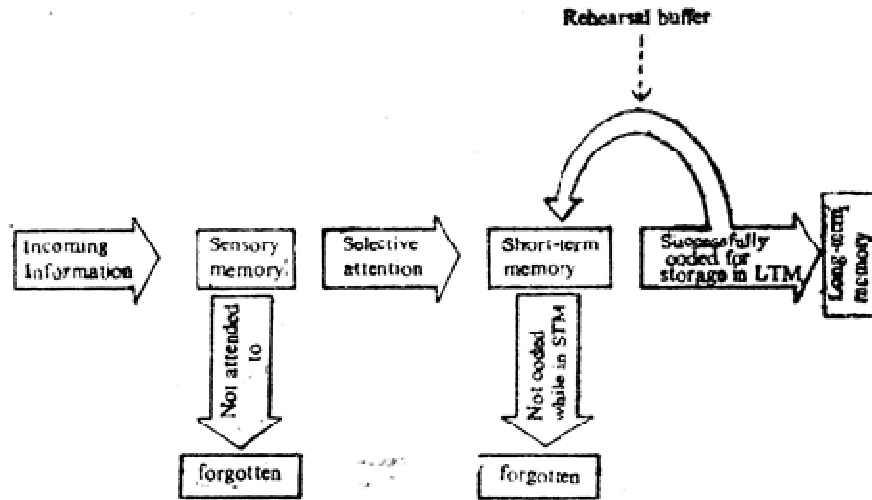 Rehearsal buffer
Incoming
Information
Sensory
memory
Selective
attention
Short-term
memory
Successfully
coded for
storage in LTM
Long-term
memory
Not attended
to
Not coded
while in STM
forgotten
forgotten